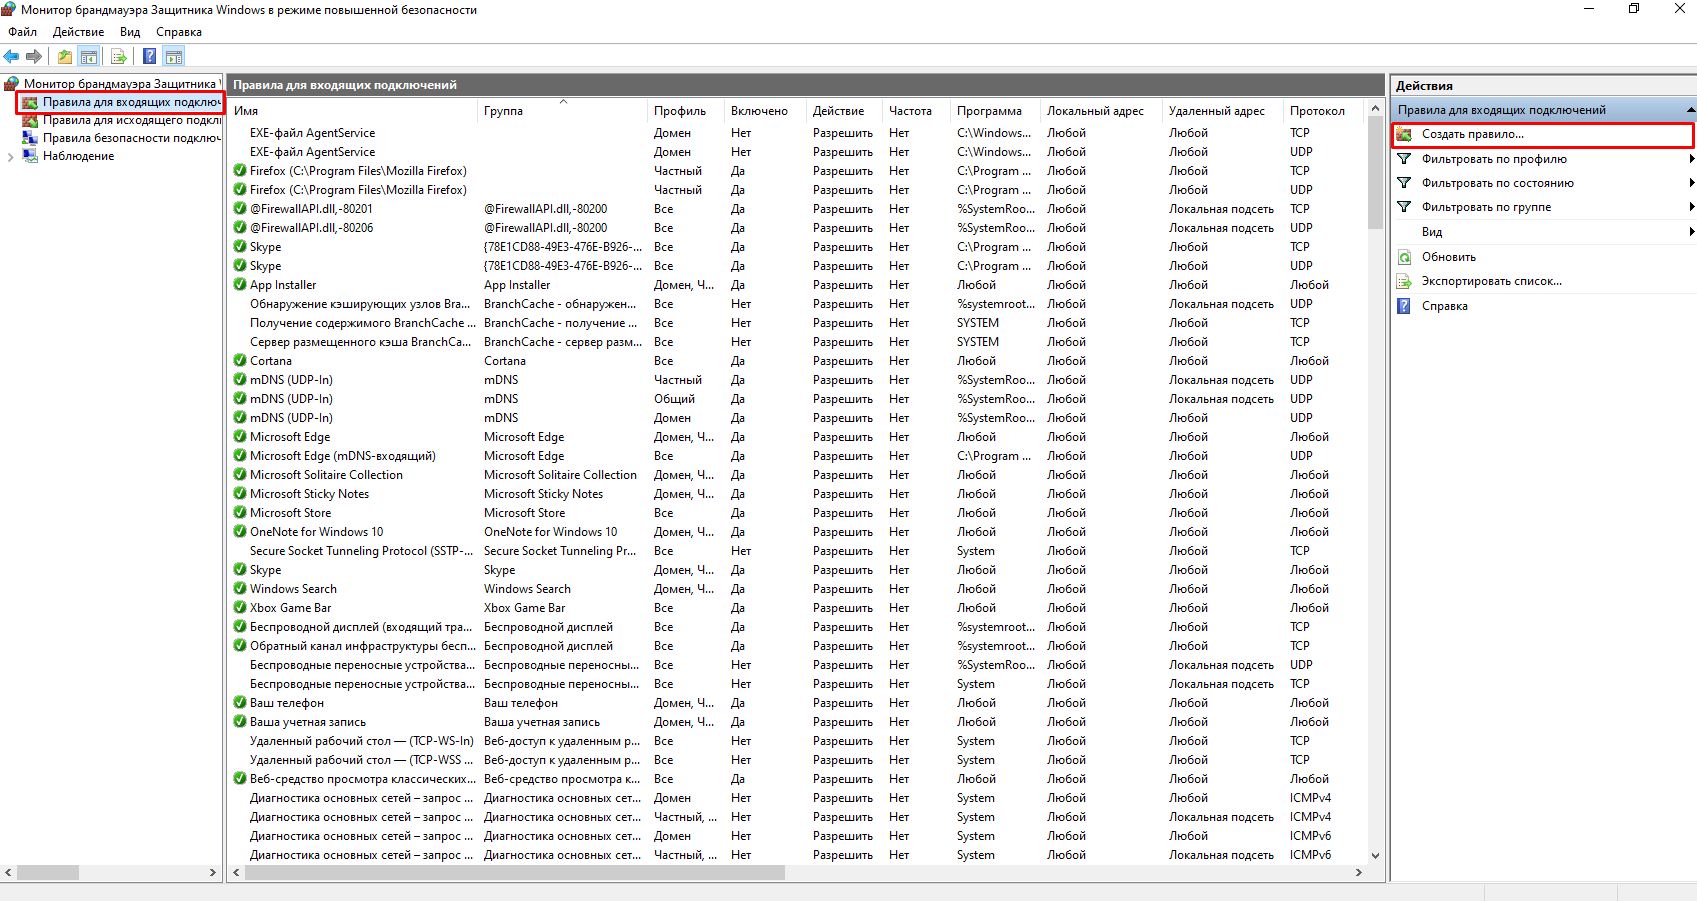 Монитор брандмауэра Защитника Windows в режиме повышенной безопасности
Файл Действие Вид Справка
Монитор брандмауэра Защитника
Правила для входящих подключ
Правила для исходящего подкл
Правила безопасности подключ
Наблюдение
Правила для входящих подключений
Имя Группа Профиль Включено Действие Частота Программа Локальный адрес Удаленный адрес Протокол
EXE-файл AgentService Домен Нет Разрешить Нет C:\Windows... Любой Любой TCP
EXE-файл AgentService Домен Нет Разрешить Нет C:\Windows... Любой Любой UDP
Firefox (C:\Program Files\Mozilla Firefox) Частный Да Разрешить Нет C:\Program ... Любой Любой TCP
Firefox (C:\Program Files\Mozilla Firefox) Частный Да Разрешить Нет C:\Program ... Любой Любой UDP
@FirewallAPI.dll,-80201 @FirewallAPI.dll,-80200 Все Да Разрешить Нет %SystemRoo... Любой Локальная подсеть TCP
@FirewallAPI.dll,-80206 @FirewallAPI.dll,-80200 Все Да Разрешить Нет %SystemRoo... Любой Локальная подсеть UDP
Skype {78E1CD88-49E3-476E-B926-... Все Да Разрешить Нет C:\Program ... Любой Любой TCP
Skype {78E1CD88-49E3-476E-B926-... Все Да Разрешить Нет C:\Program ... Любой Любой UDP
App Installer App Installer Домен, Ч... Да Разрешить Нет Любой Любой Любой Любой
Обнаружение кэширующих узлов Bra... BranchCache - обнаружен... Все Нет Разрешить Нет %systemroot... Любой Локальная подсеть UDP
Получение содержимого BranchCache ... BranchCache - получение ... Все Нет Разрешить Нет SYSTEM Любой Любой TCP
Сервер размещенного кэша BranchCa... BranchCache - сервер разм... Все Нет Разрешить Нет SYSTEM Любой Любой TCP
Cortana Cortana Все Да Разрешить Нет Любой Любой Любой Любой
mDNS (UDP-In) mDNS Частный Да Разрешить Нет %SystemRoo... Любой Локальная подсеть UDP
mDNS (UDP-In) mDNS Общий Да Разрешить Нет %SystemRoo... Любой Локальная подсеть UDP
mDNS (UDP-In) mDNS Домен Да Разрешить Нет %SystemRoo... Любой Любой UDP
Microsoft Edge Microsoft Edge Домен, Ч... Да Разрешить Нет Любой Любой Любой Любой
Microsoft Edge (mDNS-входящий) Microsoft Edge Все Да Разрешить Нет C:\Program ... Любой Любой UDP
Microsoft Solitaire Collection Microsoft Solitaire Collection Домен, Ч... Да Разрешить Нет Любой Любой Любой Любой
Microsoft Sticky Notes Microsoft Sticky Notes Домен, Ч... Да Разрешить Нет Любой Любой Любой Любой
Microsoft Store Microsoft Store Все Да Разрешить Нет Любой Любой Любой Любой
OneNote for Windows 10 OneNote for Windows 10 Домен, Ч... Да Разрешить Нет Любой Любой Любой Любой
Secure Socket Tunneling Protocol (SSTP-... Secure Socket Tunneling Pr... Все Нет Разрешить Нет System Любой Любой TCP
Skype Skype Домен, Ч... Да Разрешить Нет Любой Любой Любой Любой
Windows Search Windows Search Домен, Ч... Да Разрешить Нет Любой Любой Любой Любой
Xbox Game Bar Xbox Game Bar Все Да Разрешить Нет Любой Любой Любой Любой
Беспроводной дисплей (входящий тра... Беспроводной дисплей Все Да Разрешить Нет %systemroot... Любой Любой TCP
Обратный канал инфраструктуры бесп... Беспроводной дисплей Все Да Разрешить Нет %systemroot... Любой Любой TCP
Беспроводные переносные устройства... Беспроводные переносны... Все Нет Разрешить Нет %SystemRoo... Любой Локальная подсеть UDP
Беспроводные переносные устройства... Беспроводные переносны... Все Нет Разрешить Нет System Любой Локальная подсеть TCP
Ваш телефон Ваш телефон Домен, Ч... Да Разрешить Нет Любой Любой Любой Любой
Ваша учетная запись Ваша учетная запись Домен, Ч... Да Разрешить Нет Любой Любой Любой Любой
Удаленный рабочий стол — (TCP-WS-In) Веб-доступ к удаленным р... Все Нет Разрешить Нет System Любой Любой TCP
Удаленный рабочий стол — (TCP-WSS ... Веб-доступ к удаленным р... Все Нет Разрешить Нет System Любой Любой TCP
Веб-средство просмотра классических... Веб-средство просмотра к... Все Да Разрешить Нет Любой Любой Любой Любой
Диагностика основных сетей – запрос ... Диагностика основных сет... Домен Нет Разрешить Нет System Любой Любой ICMPv4
Диагностика основных сетей – запрос ... Диагностика основных сет... Частный, ... Нет Разрешить Нет System Любой Локальная подсеть ICMPv4
Диагностика основных сетей – запрос ... Диагностика основных сет... Домен Нет Разрешить Нет System Любой Любой ICMPv6
Диагностика основных сетей – запрос ... Диагностика основных сет... Частный, ... Нет Разрешить Нет System Любой Локальная подсеть ICMPv6
Действия
Правила для входящих подключений
Создать правило...
Фильтровать по профилю
Фильтровать по состоянию
Фильтровать по группе
Вид
Обновить
Экспортировать список...
Справка